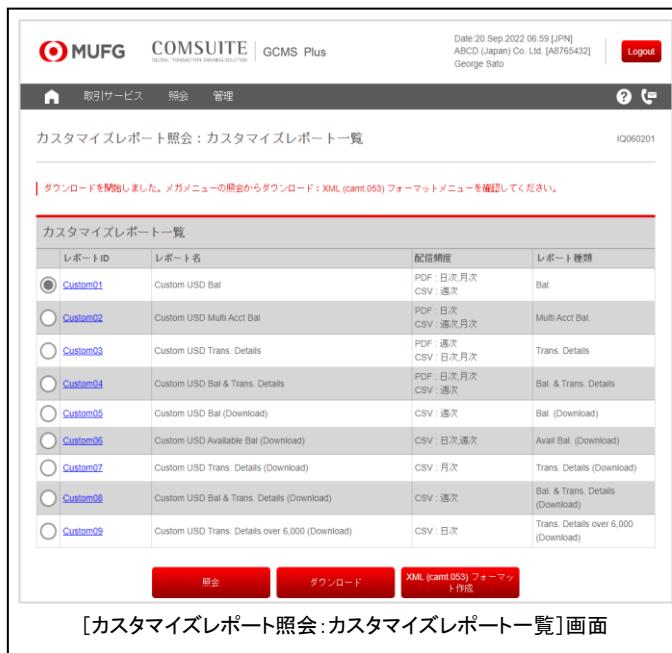 MUFG COMSUITE GCMS Plus
GLOBAL TRANSACTION BANKING SOLUTION
Date:20.Sep.2022 06:59 [JPN]
ABCD (Japan) Co. Ltd. [A8765432]
George Sato
Logout
取引サービス 照会 管理
カスタマイズレポート照会：カスタマイズレポート一覧 IQ060201
ダウンロードを開始しました。メガメニューの照会からダウンロード：XML (camt.053) フォーマットメニューを確認してください。
カスタマイズレポート一覧
レポートID レポート名 配信頻度 レポート種類
Custom01 Custom USD Bal PDF : 日次,月次 Bal.
CSV : 週次
Custom02 Custom USD Multi Acct Bal PDF : 日次 Multi Acct Bal.
CSV : 週次,月次
Custom03 Custom USD Trans. Details PDF : 週次 Trans. Details
CSV : 日次,月次
Custom04 Custom USD Bal & Trans. Details PDF : 日次,月次 Bal. & Trans. Details
CSV : 週次
Custom05 Custom USD Bal (Download) CSV : 週次 Bal. (Download)
Custom06 Custom USD Available Bal (Download) CSV : 日次,週次 Avail Bal. (Download)
Custom07 Custom USD Trans. Details (Download) CSV : 月次 Trans. Details (Download)
Custom08 Custom USD Bal & Trans. Details (Download) CSV : 週次 Bal. & Trans. Details
(Download)
Custom09 Custom USD Trans. Details over 6,000 (Download) CSV : 日次 Trans. Details over 6,000
(Download)
照会 ダウンロード XML (camt.053) フォーマッ
ト作成
[カスタマイズレポート照会：カスタマイズレポート一覧]画面